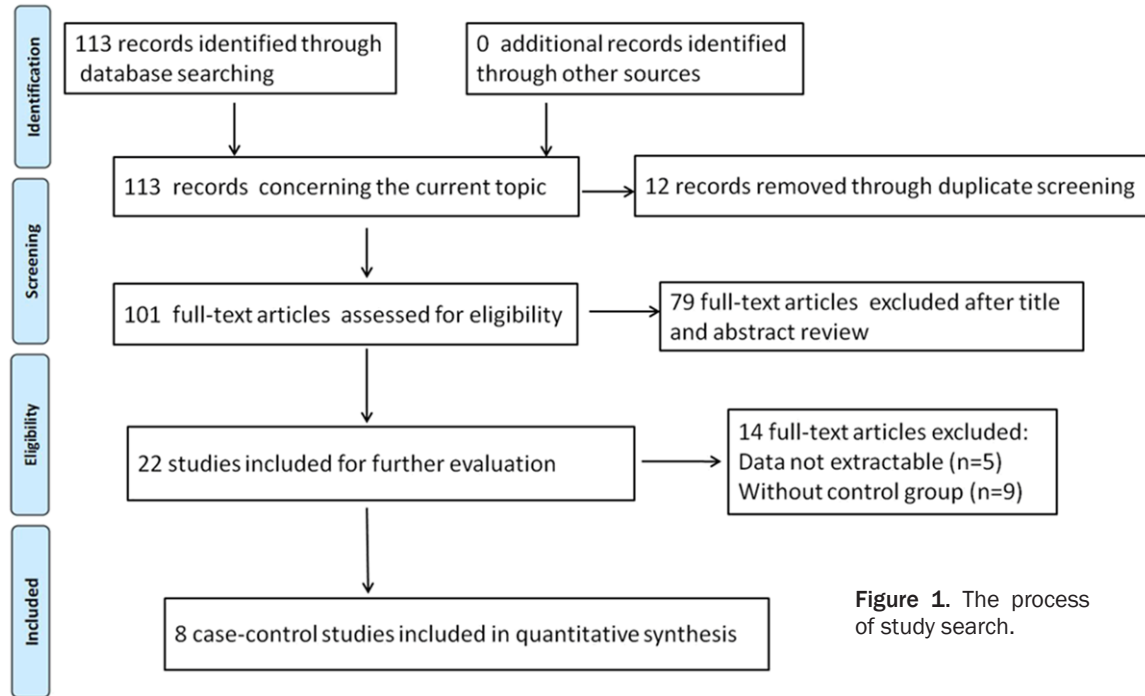 Identification
113 records identified through
database searching
0 additional records identified
through other sources
Screening
113 records concerning the current topic
12 records removed through duplicate screening
101 full-text articles assessed for eligibility
79 full-text articles excluded after title
and abstract review
Eligibility
22 studies included for further evaluation
14 full-text articles excluded:
Data not extractable (n=5)
Without control group (n=9)
Included
8 case-control studies included in quantitative synthesis
Figure 1. The process
of study search.